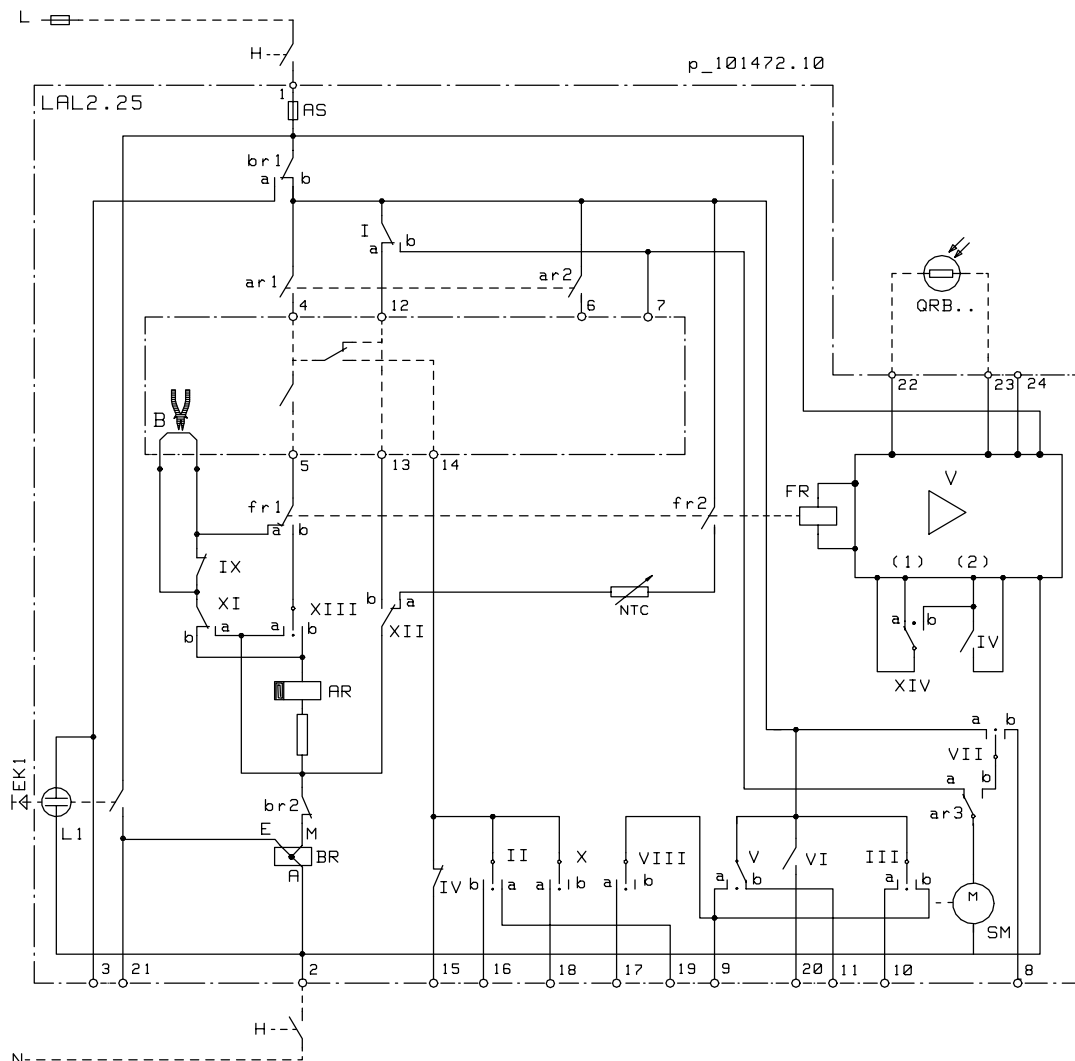 L
H
p_101472.10
1
LAL2.25
AS
br1
a b
I
a b
ar1
ar2
QRB..
4 12 6 7
22 23 24
B
5 13 14
V
fr1
fr2
FR
a b
IX
(1) (2)
XI
XIII
b a
NTC
b a a b
XII
a b
IV
AR
XIV
a b
VII
EK1
a b
br2
ar3
L1
E M
BR
A
II X VIII V VI III
IV b a a b a b a b a b
M
SM
3 21 2 15 16 18 17 19 9 20 11 10 8
H
N